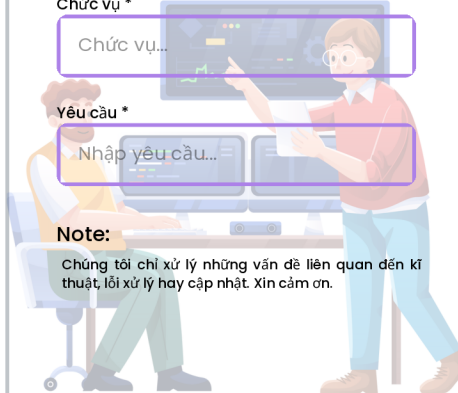 Chức vụ *
Chức vụ...
Yêu cầu *
Nhập yêu cầu...
Note:
Chúng tôi chỉ xử lý những vấn đề liên quan đến kĩ
thuật, lỗi xử lý hay cập nhật. Xin cảm ơn.